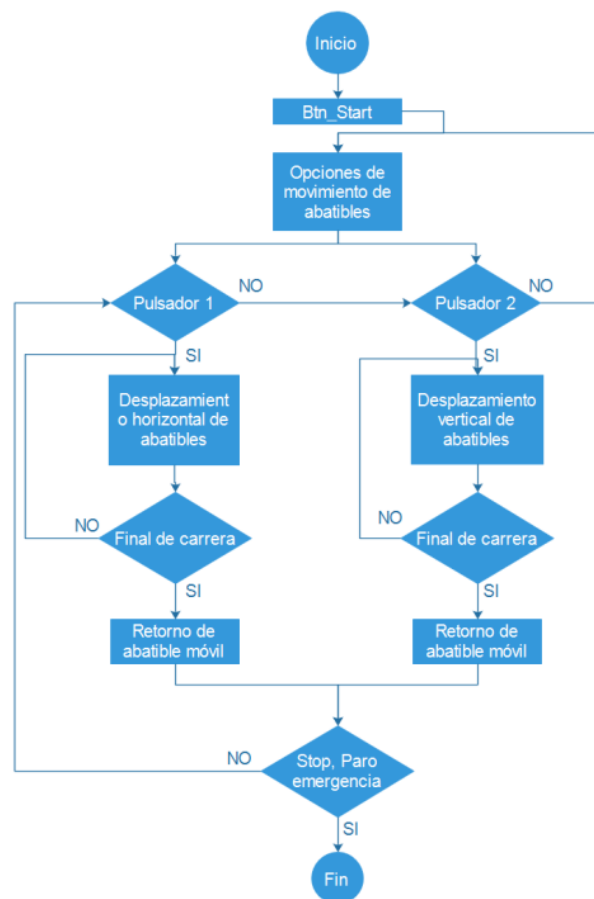 Inicio
Btn_Start
Opciones de
movimiento de
abatibles
Pulsador 1
NO
Pulsador 2
NO
SI
SI
Desplazamient
o horizontal de
abatibles
Desplazamiento
vertical de
abatibles
NO
Final de carrera
NO
Final de carrera
SI
SI
Retorno de
abatible móvil
Retorno de
abatible móvil
NO
Stop, Paro
emergencia
SI
Fin